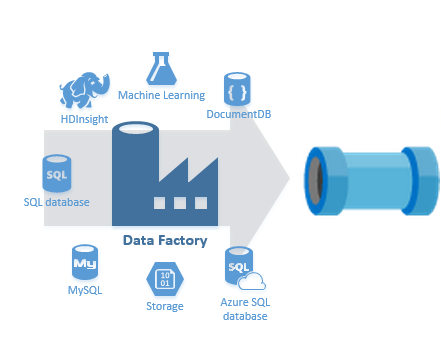 Machine Learning
HDInsight
DocumentDB
{ }
SQL
SQL database
Data Factory
My
MySQL
10
01
Storage
SQL
Azure SQL
database